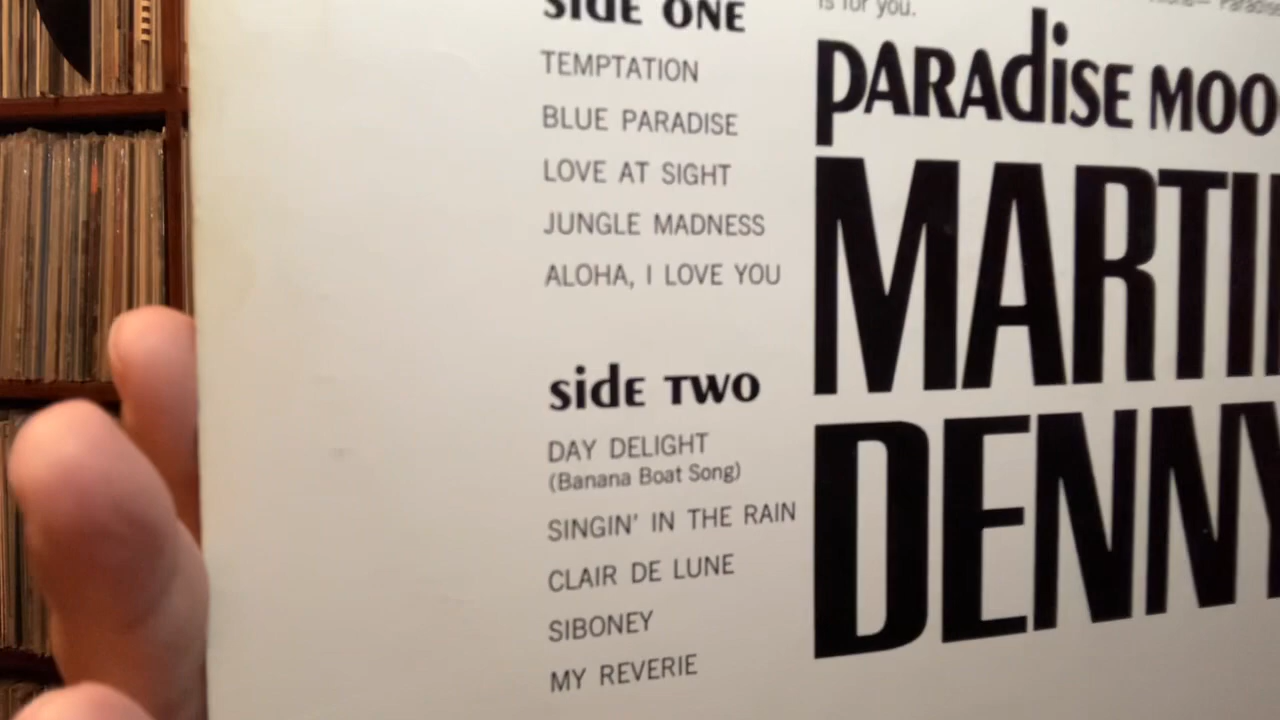 is for you.
side ONE
TEMPTATION
BLUE PARADISE
LOVE AT SIGHT
JUNGLE MADNESS
ALOHA, I LOVE YOU
side TWO
DAY DELIGHT
(Banana Boat Song)
SINGIN' IN THE RAIN
CLAIR DE LUNE
SIBONEY
MY REVERIE
PARAdiSE MOO
MARTI
DENNY